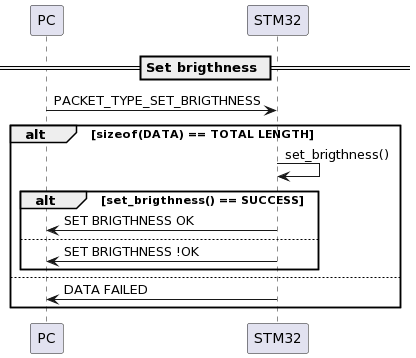 PC STM32
Set brigthness
PACKET_TYPE_SET_BRIGTHNESS
alt [sizeof(DATA) == TOTAL LENGTH]
set_brigthness()
alt [set_brigthness() == SUCCESS]
SET BRIGTHNESS OK
SET BRIGTHNESS !OK
DATA FAILED
PC STM32